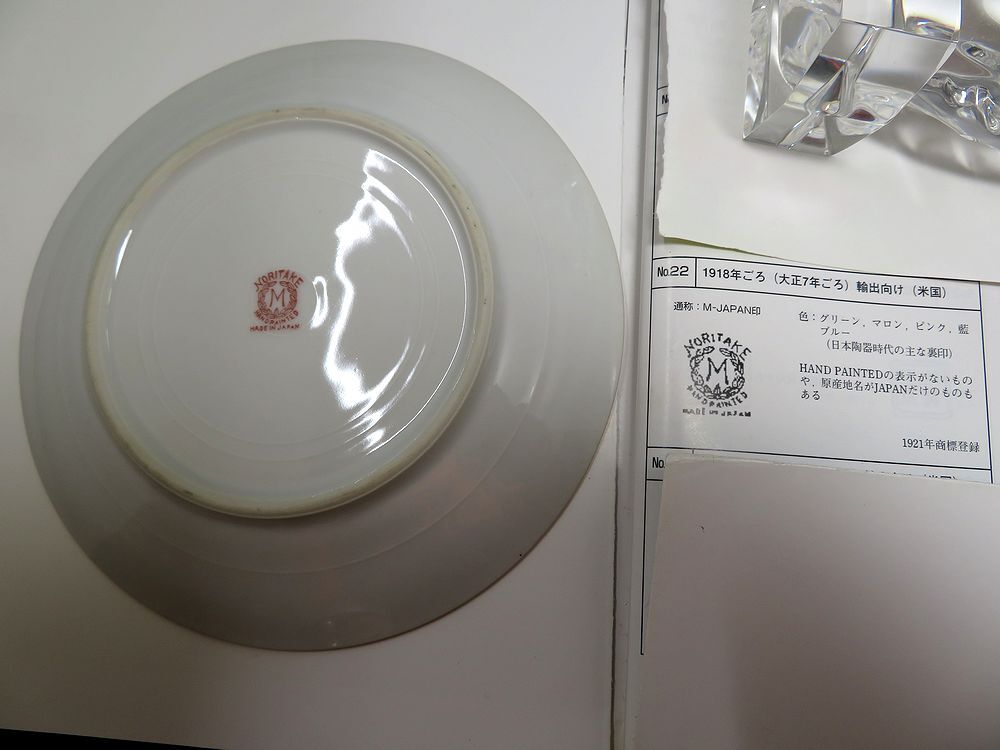 NORITAKE
M
HANDPAINTED
MADE IN JAPAN
No.22
1918年ごろ（大正7年ごろ）輸出向け（米国）
通称：M-JAPAN印
色：グリーン，マロン，ピンク，藍
ブルー
（日本陶器時代の主な裏印）
NORITAKE
M
HANDPAINTED
MADE IN JAPAN
HAND PAINTEDの表示がないもの
や，原産地名がJAPANだけのものも
ある
1921年商標登録
No.